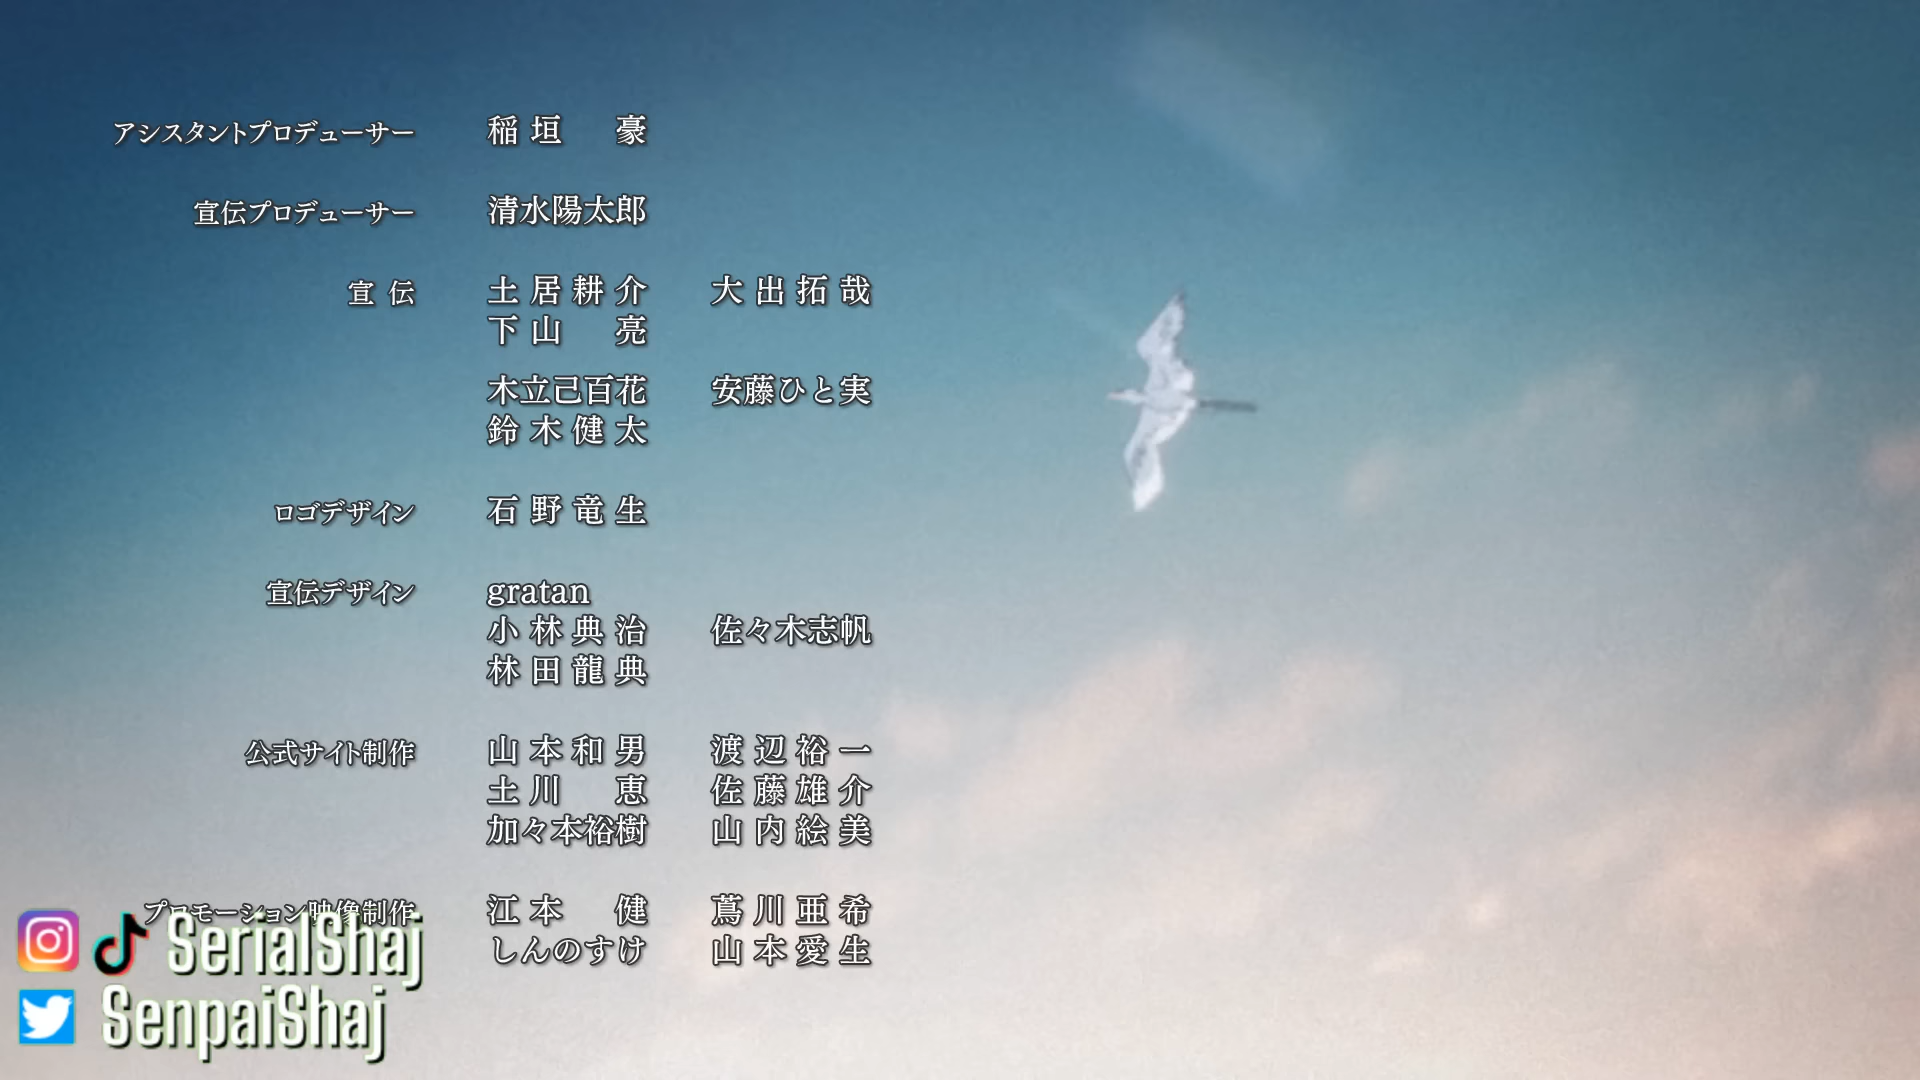 アシスタントプロデューサー 稲垣 豪
宣伝プロデューサー 清水陽太郎
宣伝 土居耕介 大出拓哉
下山 亮
木立己百花 安藤ひと実
鈴木健太
ロゴデザイン 石野竜生
宣伝デザイン gratan
小林典治 佐々木志帆
林田龍典
公式サイト制作 山本和男 渡辺裕一
土川 恵 佐藤雄介
加々本裕樹 山内絵美
プロモーション映像制作 江本 健 蔦川亜希
しんのすけ 山本愛生
SerialShaj
SenpaiShaj